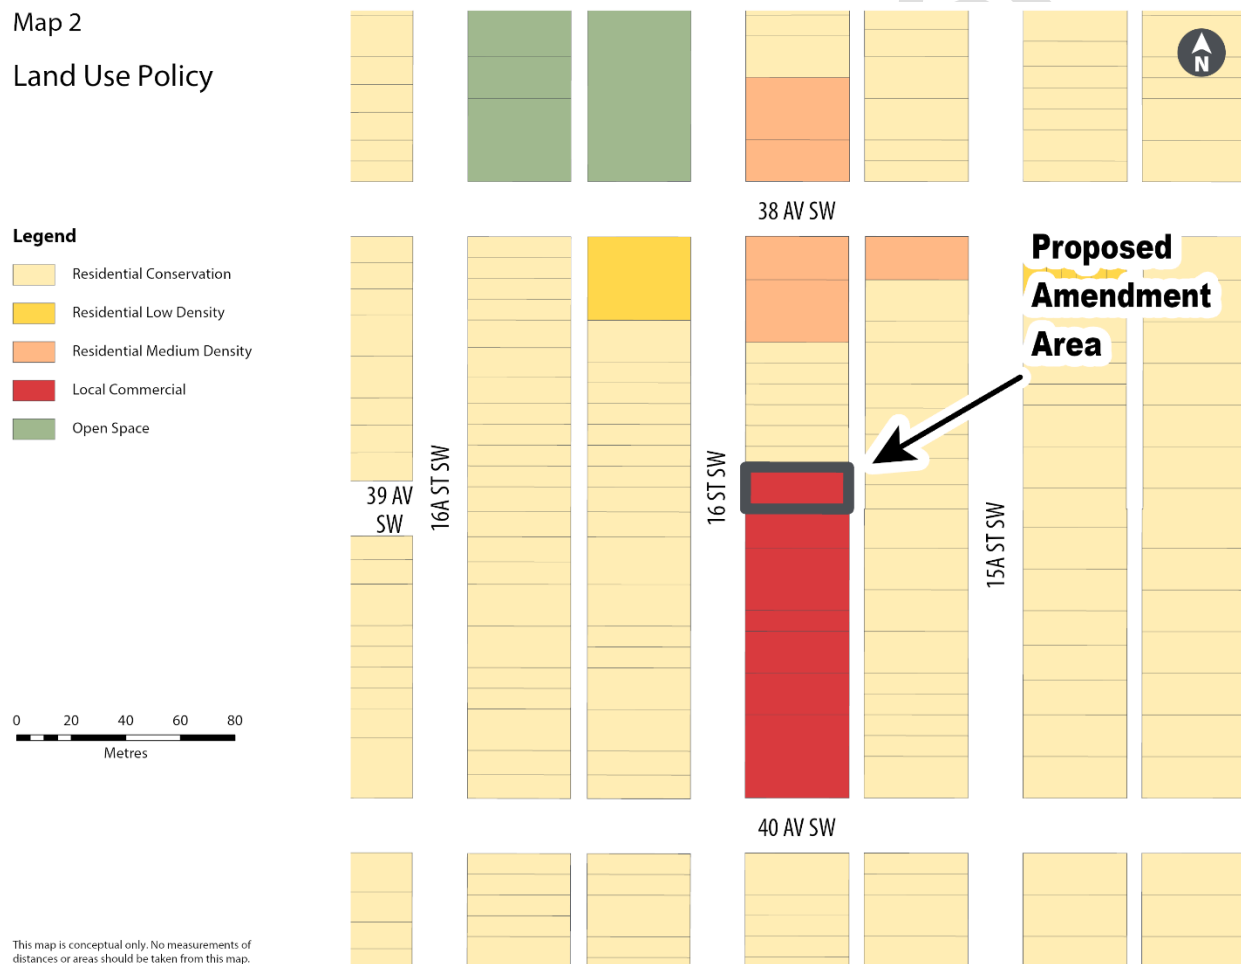 Map 2
Land Use Policy
N
38 AV SW
Legend
Residential Conservation
Residential Low Density
Residential Medium Density
Local Commercial
Open Space
Proposed
Amendment
Area
39 AV
SW
16A ST SW
16 ST SW
15A ST SW
0 20 40 60 80
Metres
40 AV SW
This map is conceptual only. No measurements of
distances or areas should be taken from this map.